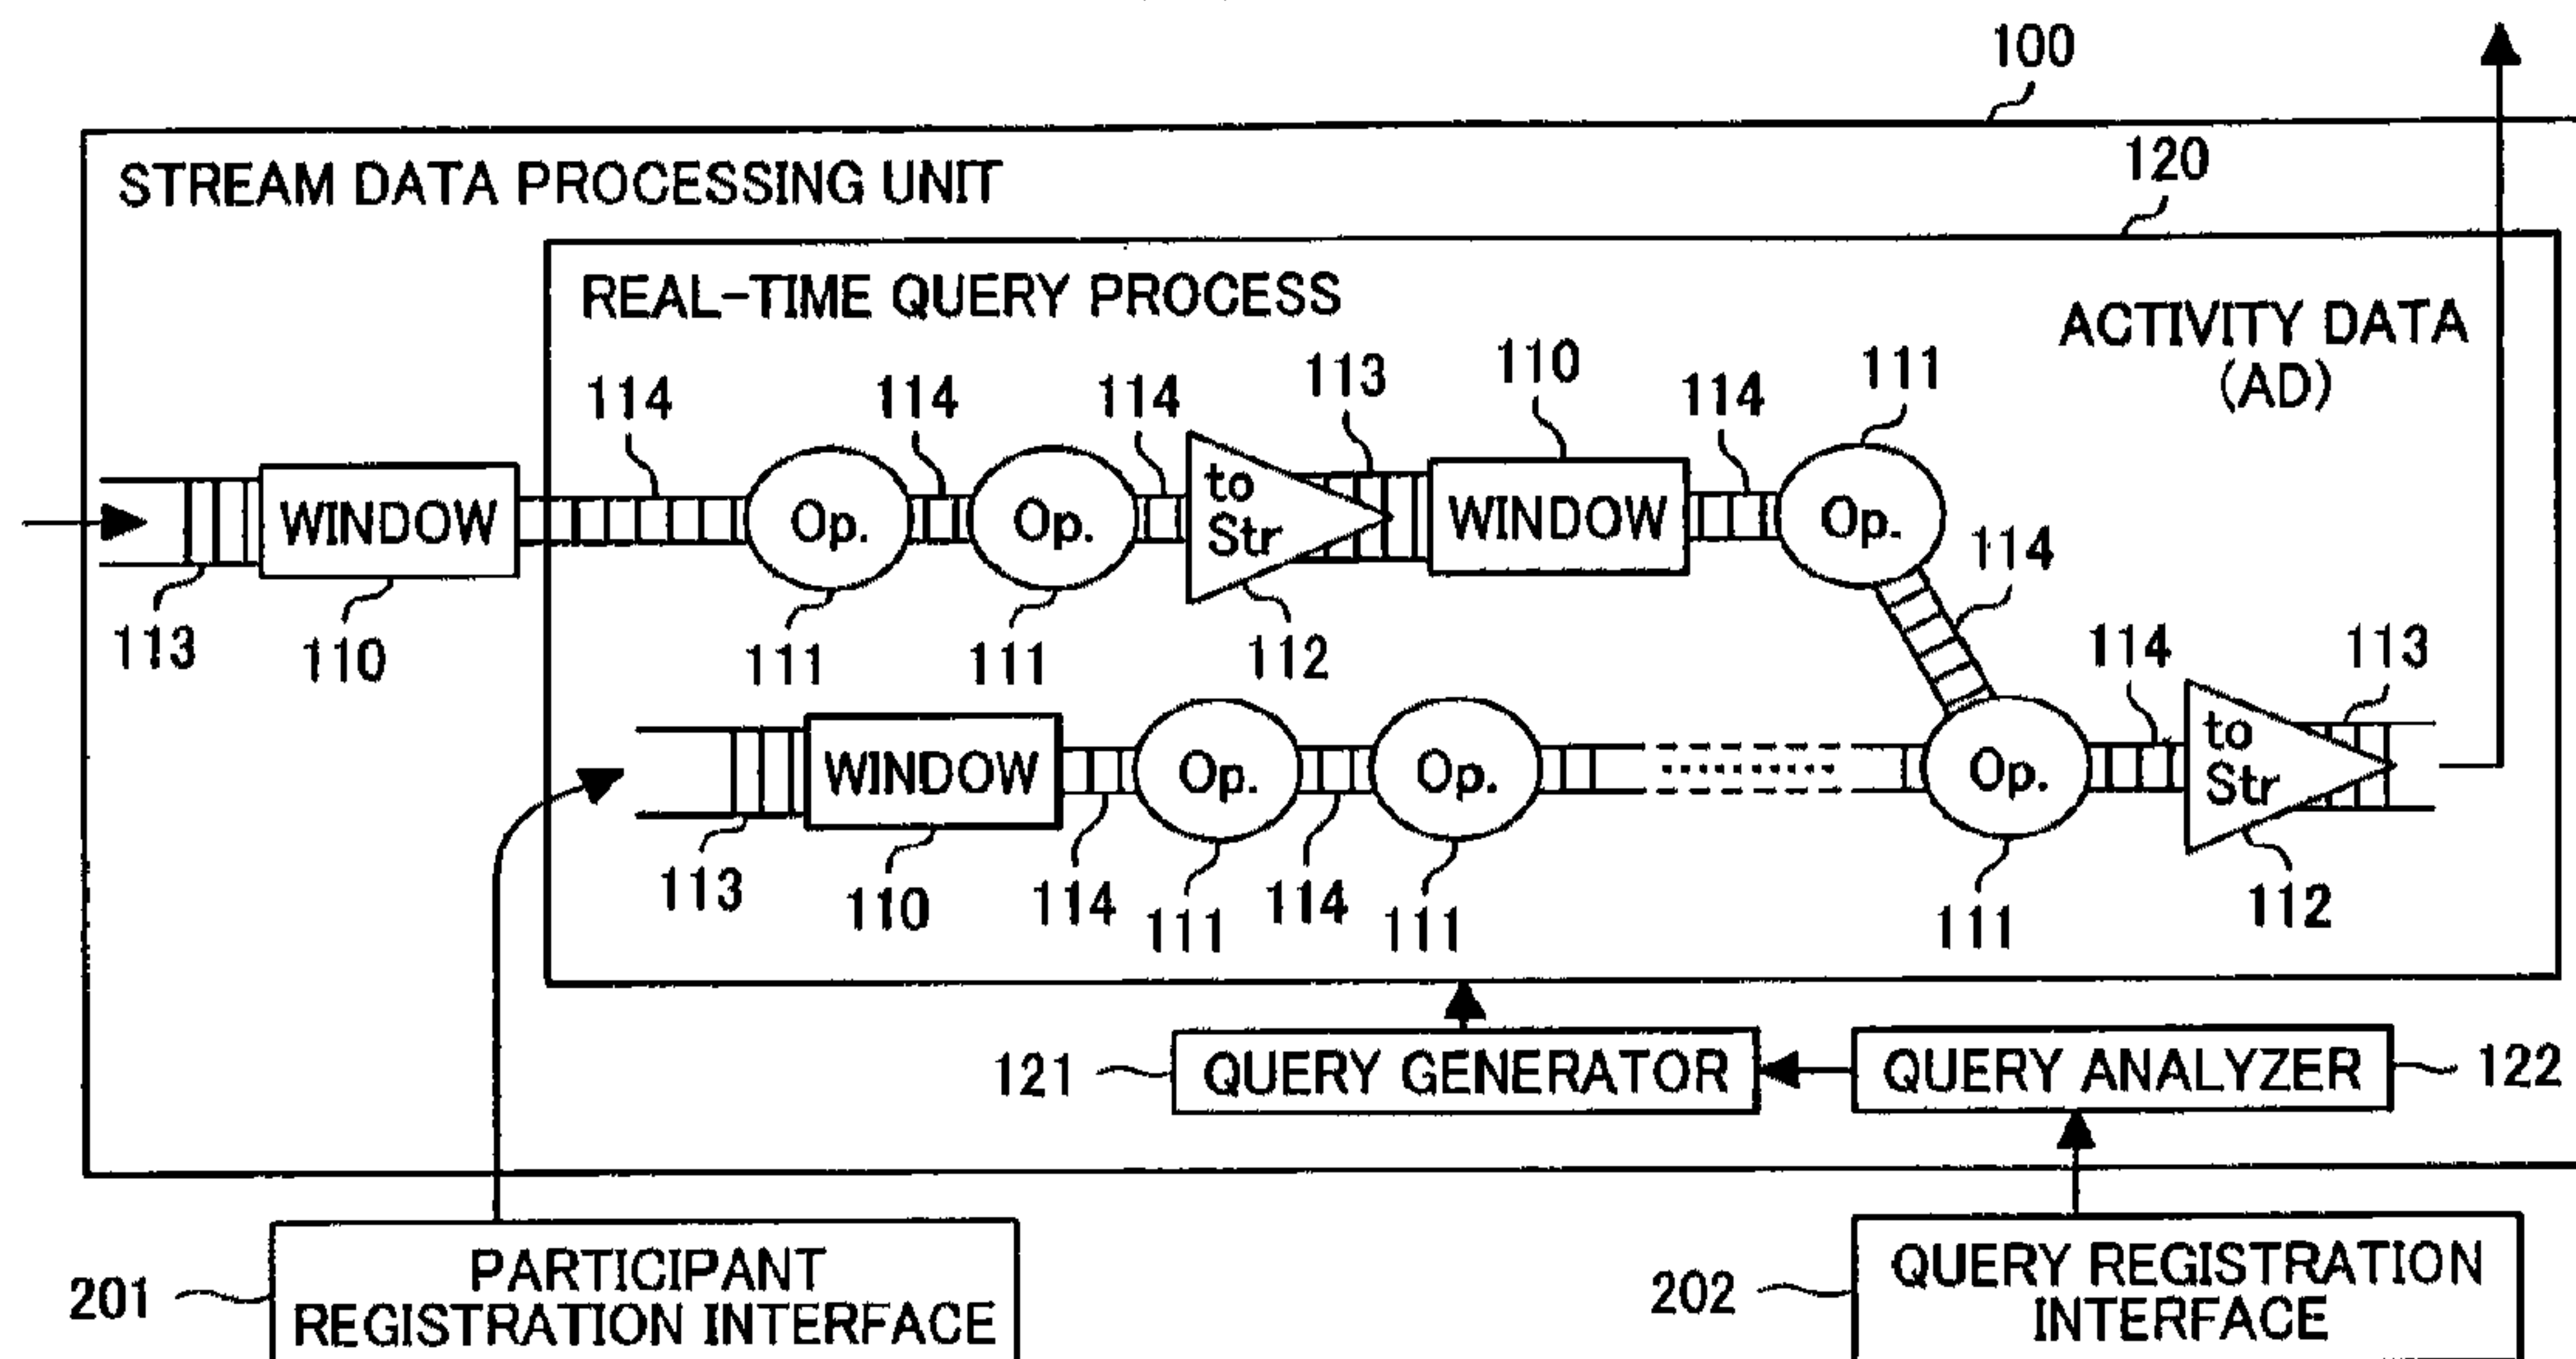 100
120
STREAM DATA PROCESSING UNIT
REAL-TIME QUERY PROCESS
ACTIVITY DATA
(AD)
114
114
114
113
110
114
111
WINDOW
Op.
Op.
to
Str
WINDOW
Op.
114
113
110
111
111
112
114
113
WINDOW
Op.
Op.
Op.
to
Str
113
110
114
111
114
111
111
112
121
QUERY GENERATOR
QUERY ANALYZER
122
201
PARTICIPANT
REGISTRATION INTERFACE
202
QUERY REGISTRATION
INTERFACE